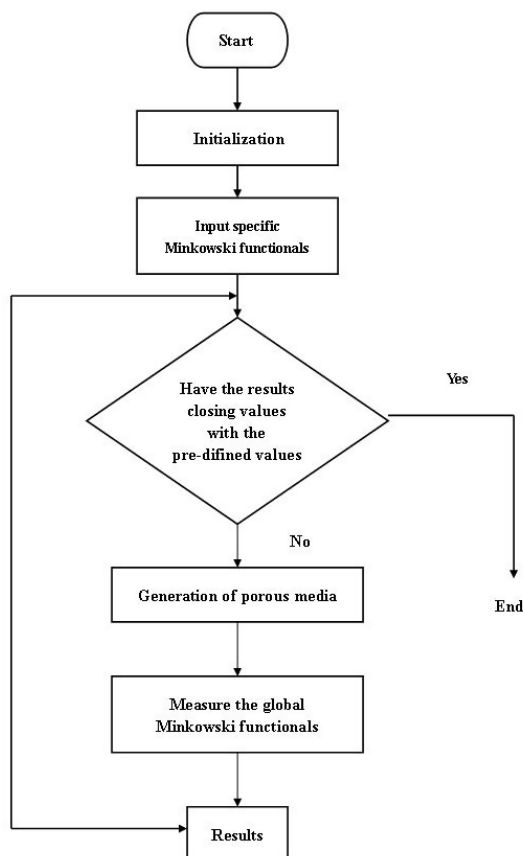 Start
Initialization
Input specific
Minkowski functionals
Have the results
closing values
with the
pre-difined values
Yes
No
Generation of porous media
End
Measure the global
Minkowski functionals
Results